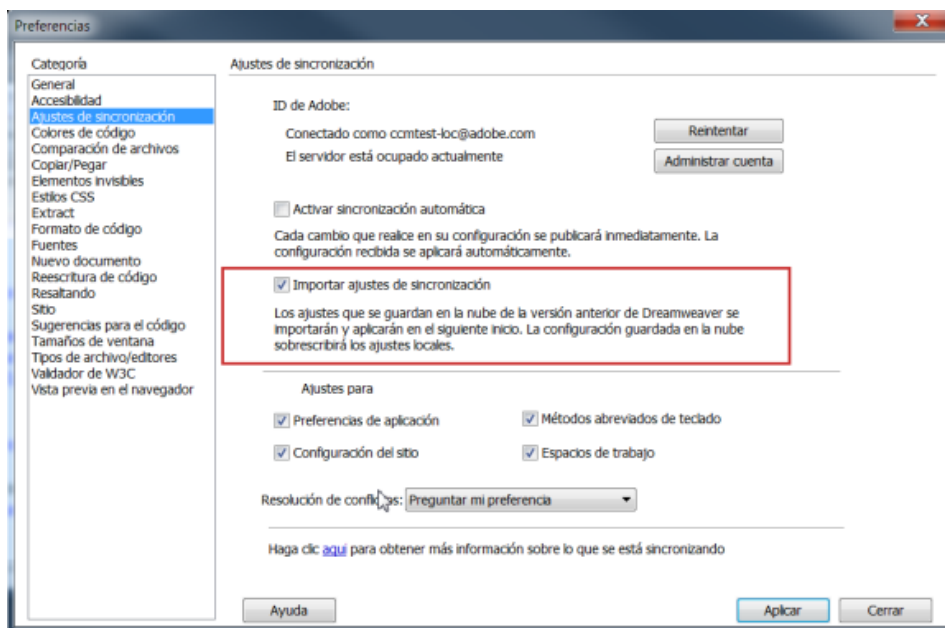 Preferencias
Categoría
General
Accesibilidad
Ajustes de sincronización
Colores de código
Comparación de archivos
Copiar/Pegar
Elementos invisibles
Estilos CSS
Extract
Formato de código
Fuentes
Nuevo documento
Reescritura de código
Resaltando
Sitio
Sugerencias para el código
Tamaños de ventana
Tipos de archivo/editores
Validador de W3C
Vista previa en el navegador
Ajustes de sincronización
ID de Adobe:
Conectado como ccmtest-loc@adobe.com
Reintentar
El servidor está ocupado actualmente
Administrar cuenta
Activar sincronización automática
Cada cambio que realice en su configuración se publicará inmediatamente. La
configuración recibida se aplicará automáticamente.
Importar ajustes de sincronización
Los ajustes que se guardan en la nube de la versión anterior de Dreamweaver se
importarán y aplicarán en el siguiente inicio. La configuración guardada en la nube
sobrescribirá los ajustes locales.
Ajustes para
Preferencias de aplicación
Métodos abreviados de teclado
Configuración del sitio
Espacios de trabajo
Resolución de conflictos: Preguntar mi preferencia
Haga clic aquí para obtener más información sobre lo que se está sincronizando
Ayuda
Aplicar
Cerrar